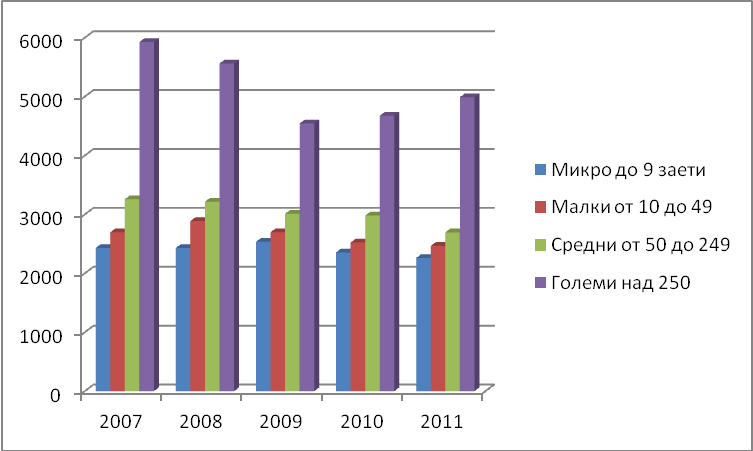 6000
5000
4000
3000
2000
1000
0
2007 2008 2009 2010 2011
Микро до 9 заети
Малки от 10 до 49
Средни от 50 до 249
Големи над 250